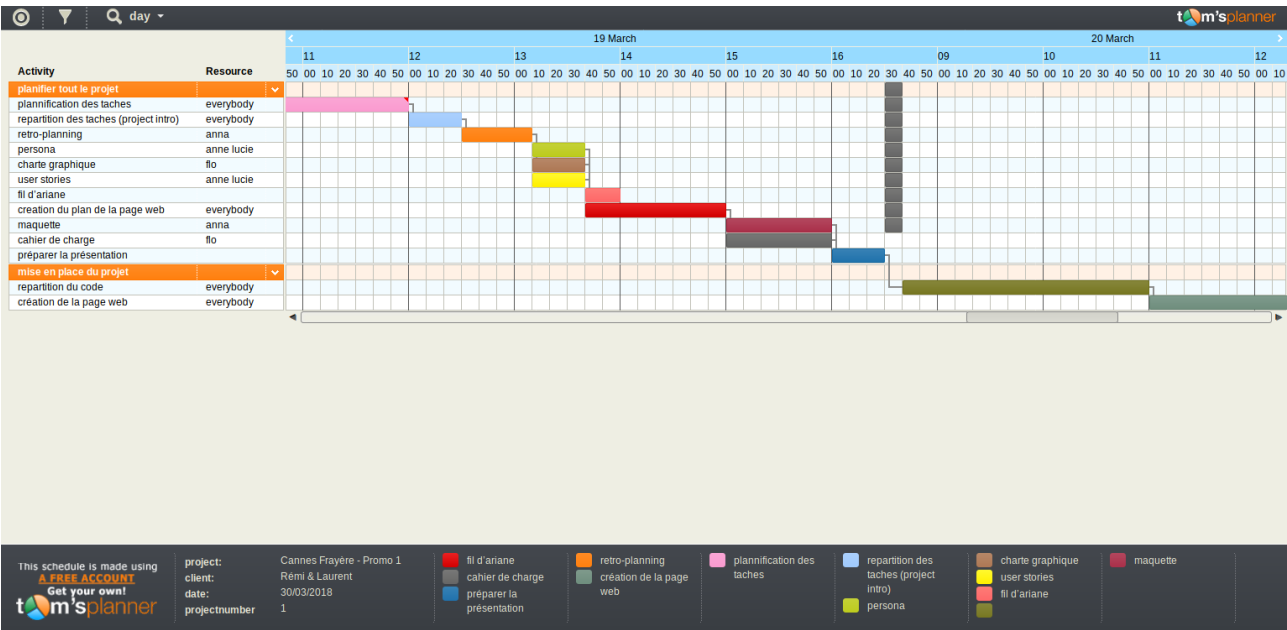 day
tom'splanner
19 March 20 March
11 12 13 14 15 16 09 10 11 12
Activity Resource 50 00 10 20 30 40 50 00 10 20 30 40 50 00 10 20 30 40 50 00 10 20 30 40 50 00 10 20 30 40 50 00 10 20 30 40 50 00 10 20 30 40 50 00 10 20 30 40 50 00 10 20 30 40 50 00 10
planifier tout le projet
plannification des taches everybody
repartition des taches (project intro) everybody
retro-planning anna
persona anne lucie
charte graphique flo
user stories anne lucie
fil d'ariane
creation du plan de la page web everybody
maquette anna
cahier de charge flo
préparer la présentation
mise en place du projet
repartition du code everybody
création de la page web everybody
This schedule is made using
A FREE ACCOUNT
Get your own!
tom'splanner
project: Cannes Frayère - Promo 1
client: Rémi & Laurent
date: 30/03/2018
projectnumber 1
fil d'ariane
cahier de charge
préparer la
présentation
retro-planning
création de la page
web
plannification des
taches
repartition des
taches (project
intro)
persona
charte graphique
user stories
fil d'ariane
maquette